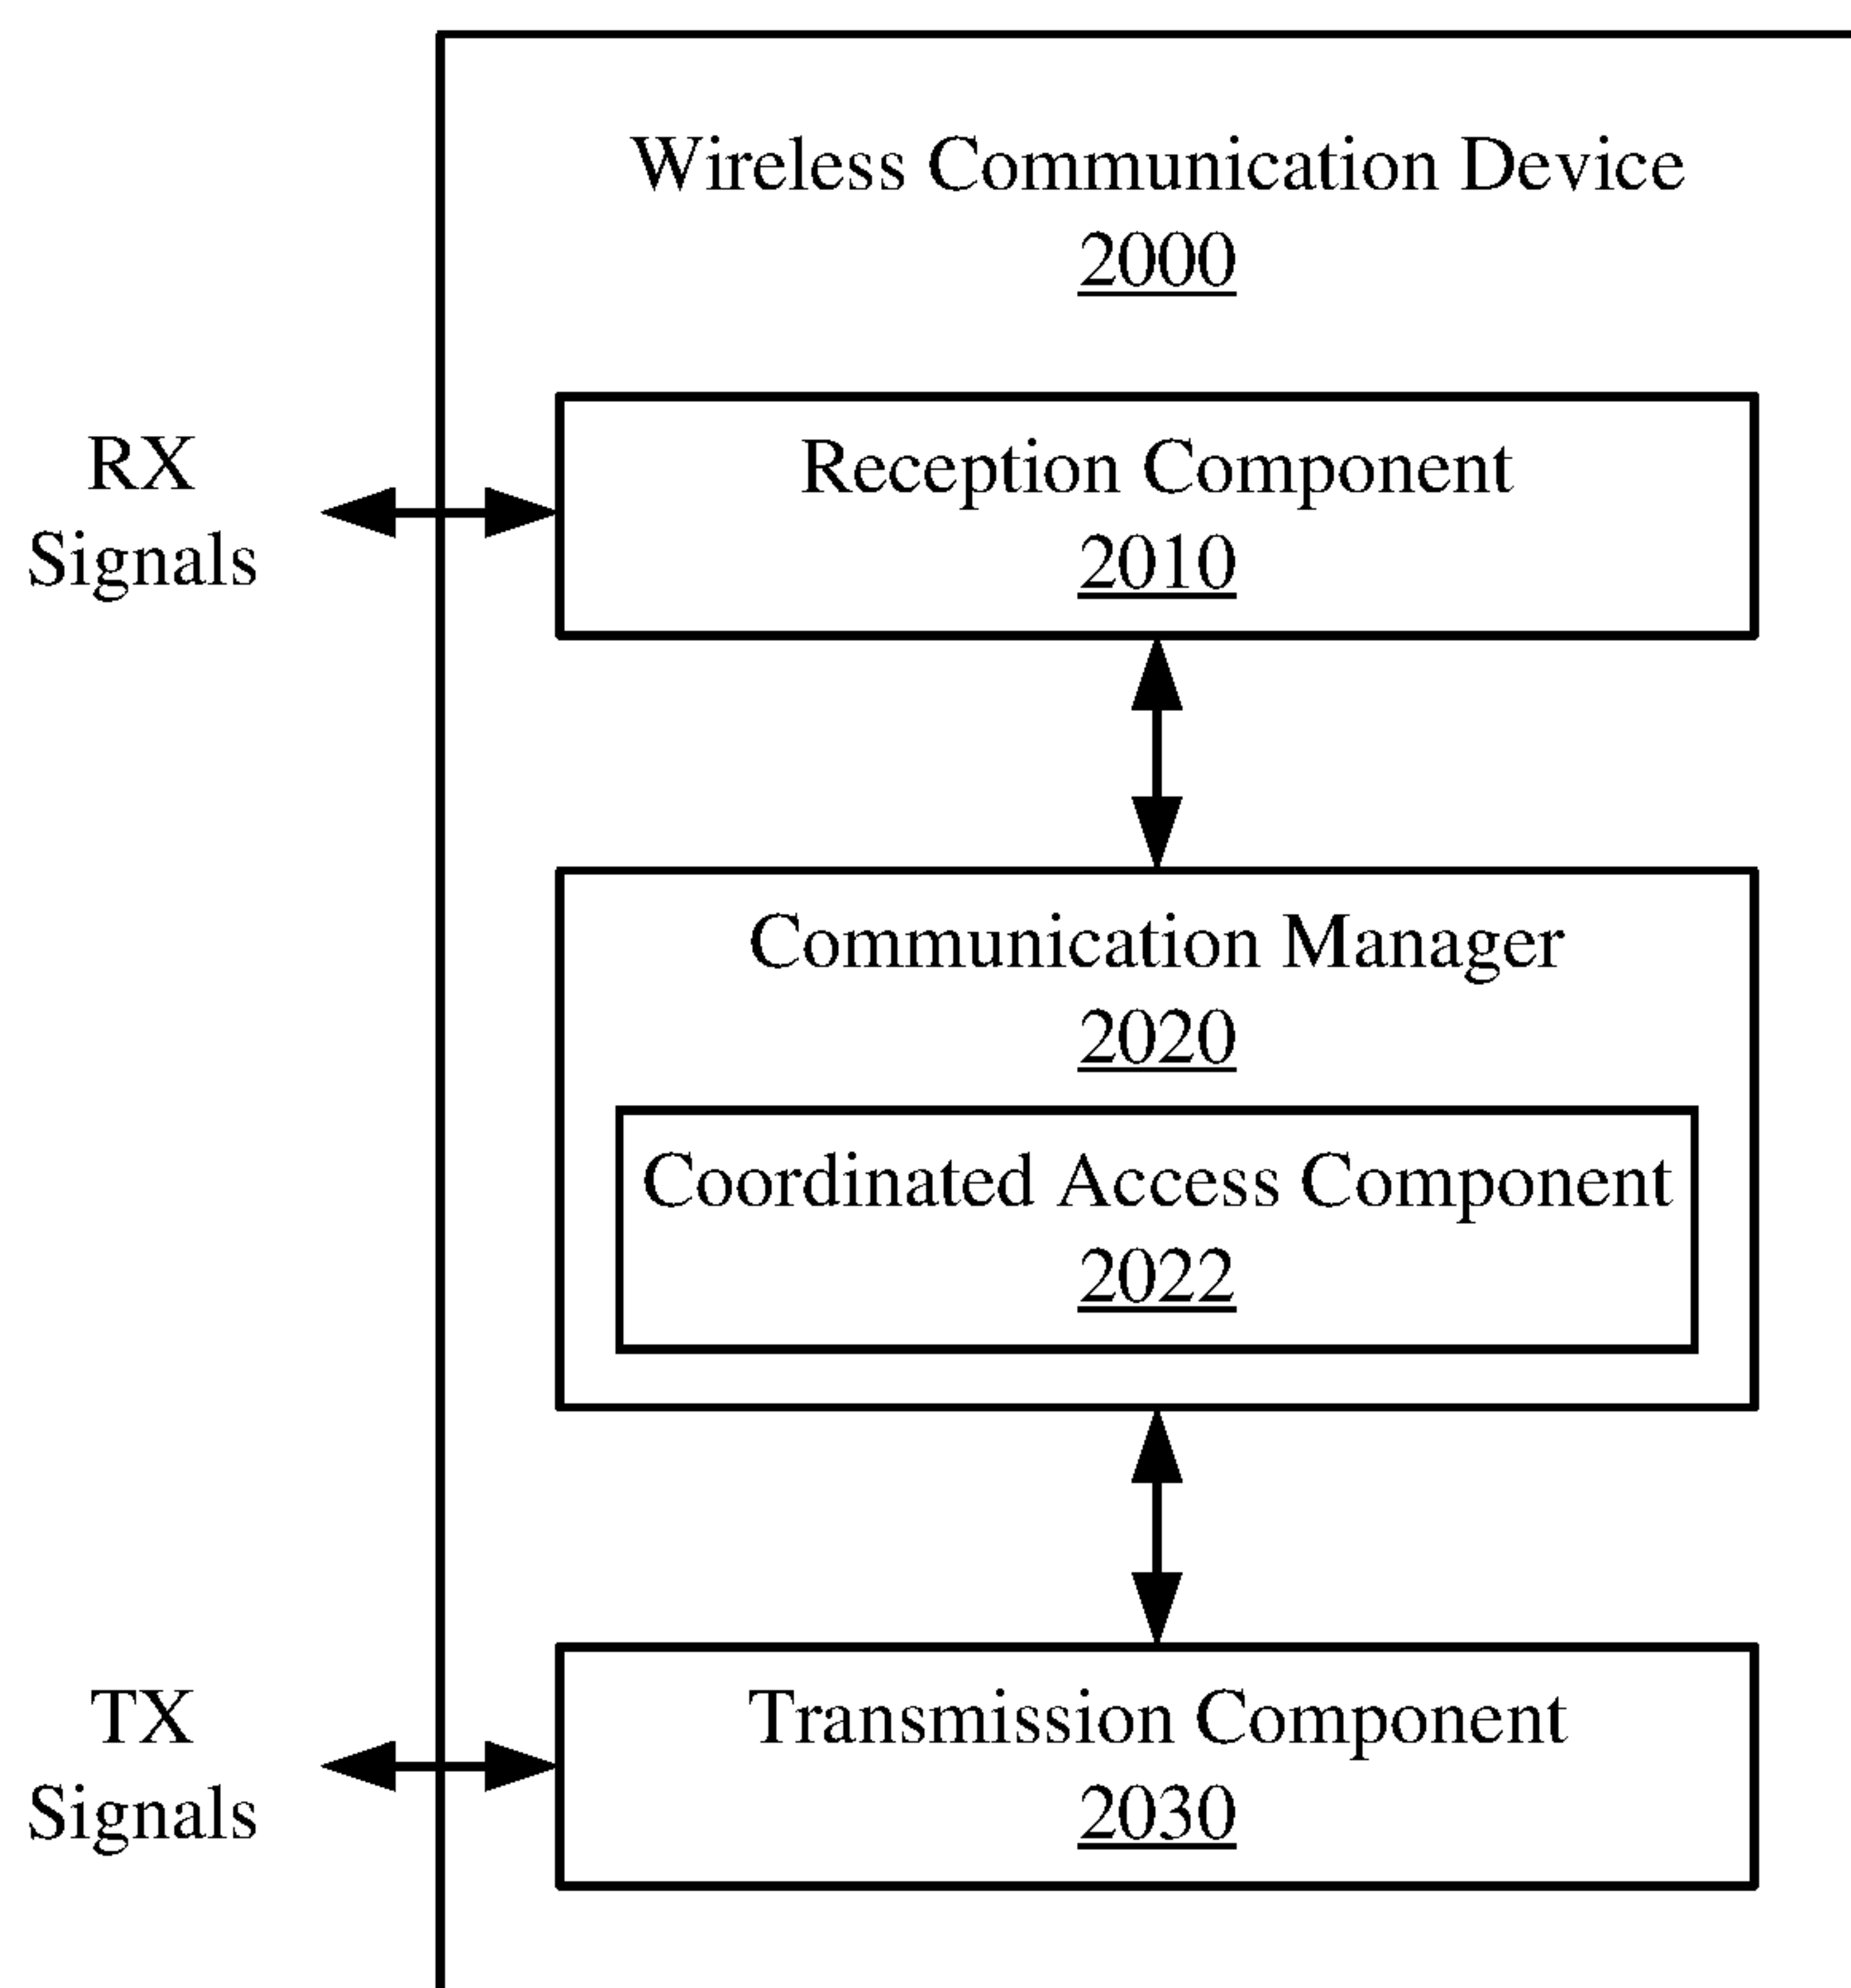 Wireless Communication Device
2000
RX
Signals
Reception Component
2010
Communication Manager
2020
Coordinated Access Component
2022
TX
Signals
Transmission Component
2030